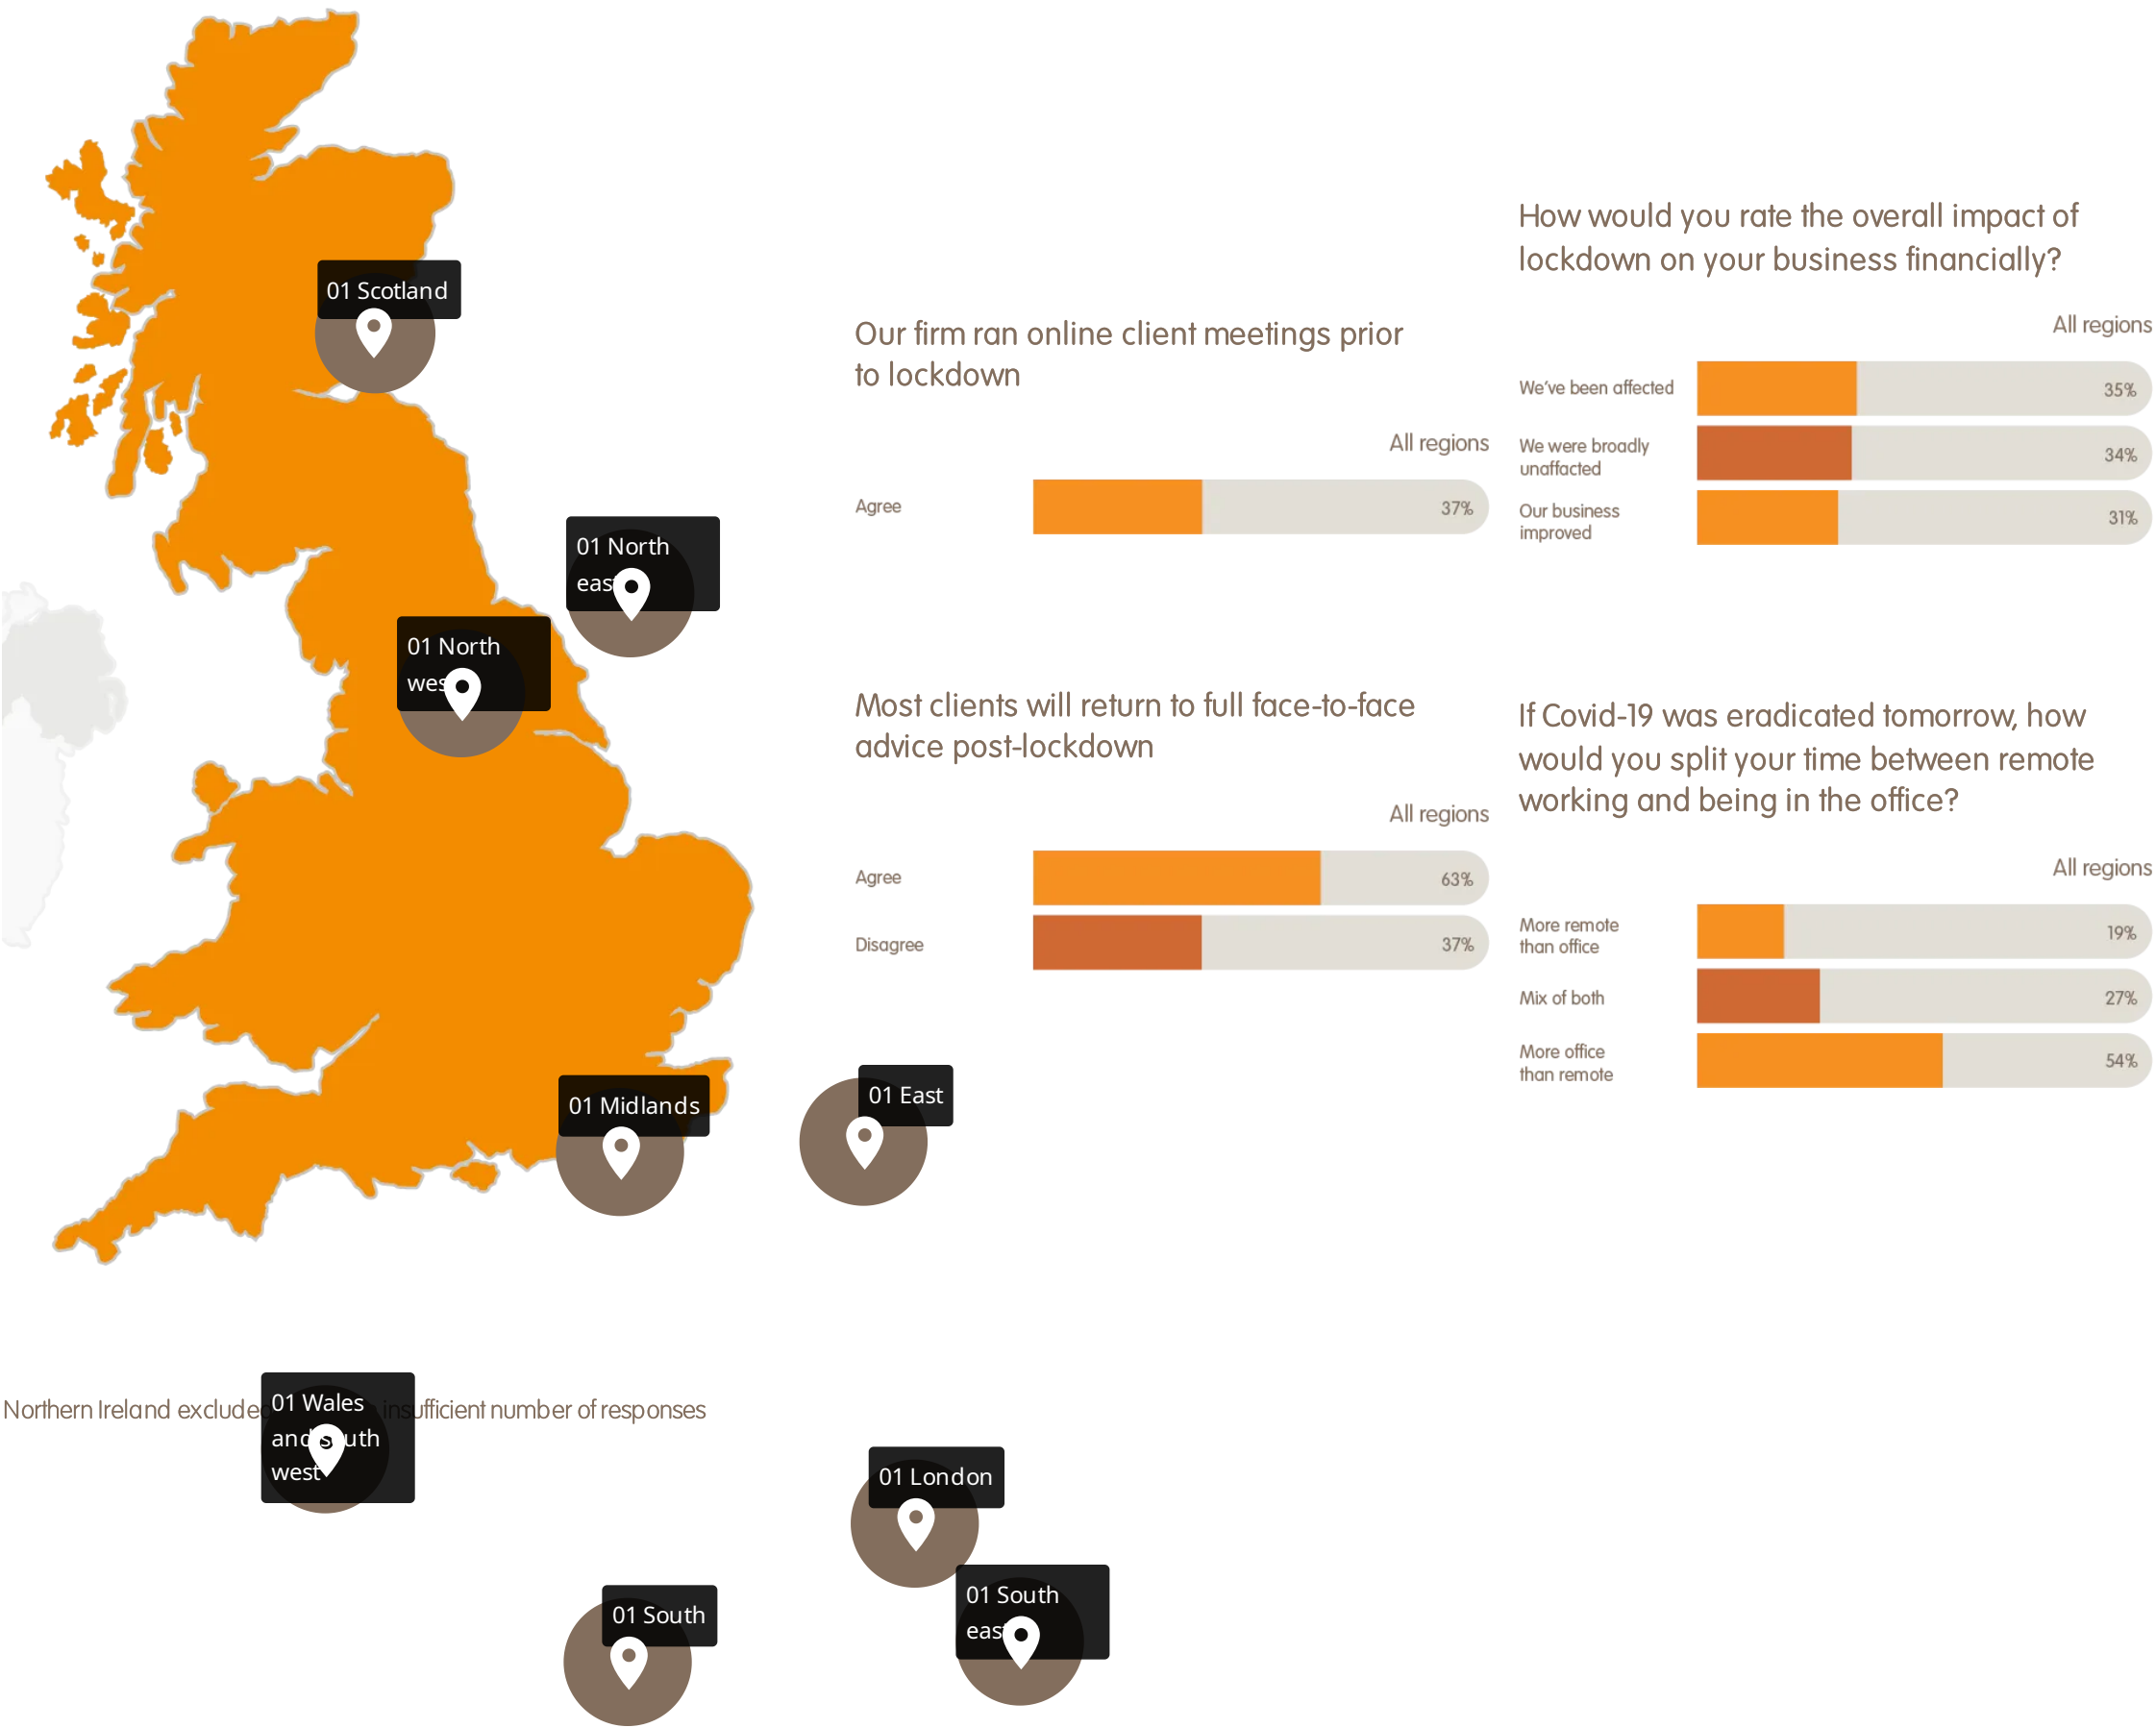 01 Scotland
01 North
01 North
01 Midlands
01 East
Northern Ireland excluded insufficient number of responses
01 Wales
west
01 London
01 South
01 South
Our firm ran online client meetings prior
to lockdown
All regions
Agree 37%
Most clients will return to full face-to-face
advice post-lockdown
All regions
Agree 63%
Disagree 37%
How would you rate the overall impact of
lockdown on your business financially?
All regions
We've been affected 35%
We were broadly
unaffacted 34%
Our business
improved 31%
If Covid-19 was eradicated tomorrow, how
would you split your time between remote
working and being in the office?
All regions
More remote
than office 19%
Mix of both 27%
More office
than remote 54%